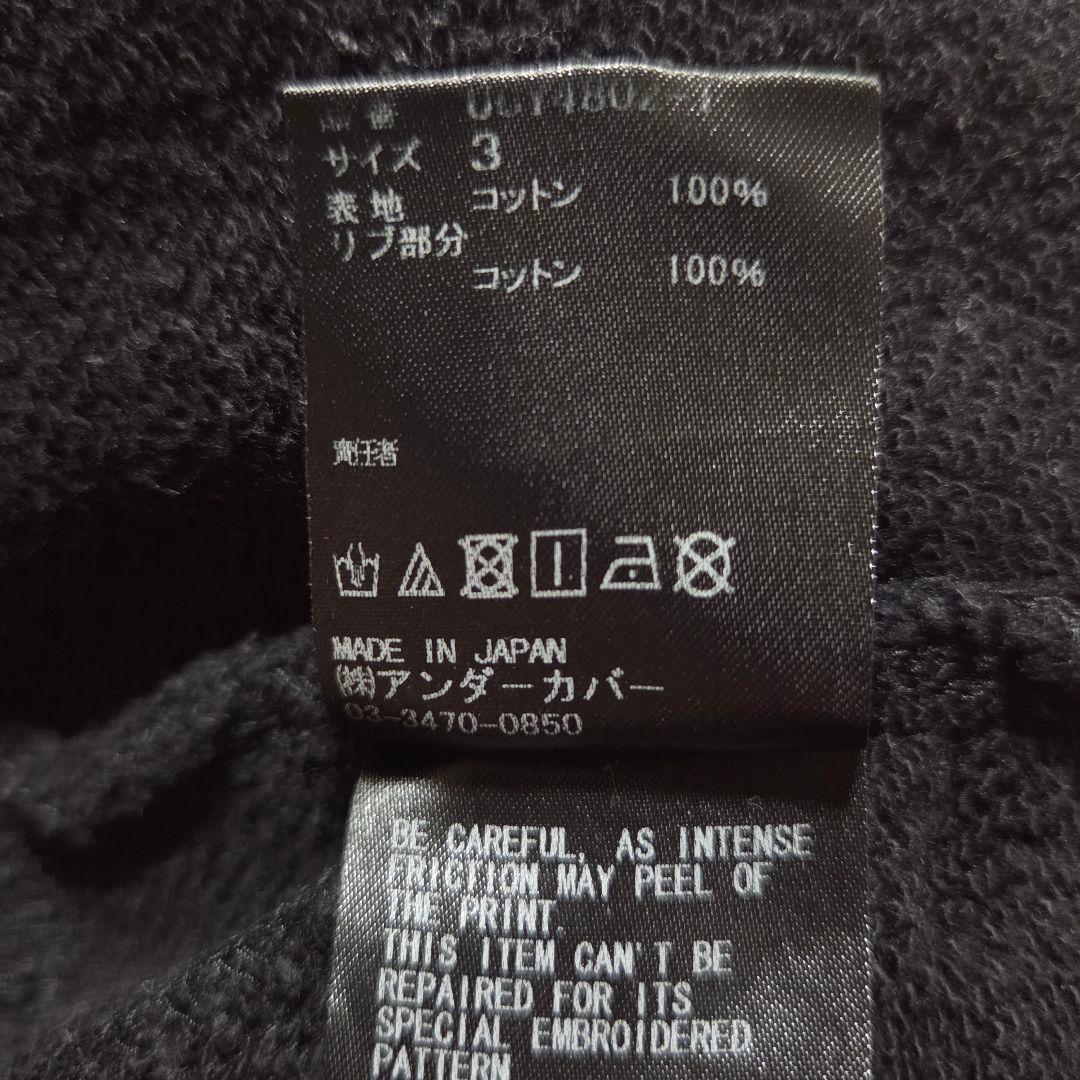 品番
サイズ 3
表地 コットン 100%
リブ部分
コットン 100%
責任者
MADE IN JAPAN
(株)アンダーカバー
03-3470-0850
BE CAREFUL, AS INTENSE
FRICTION MAY PEEL OF
THE PRINT.
THIS ITEM CAN'T BE
REPAIRED FOR ITS
SPECIAL EMBROIDERED
PATTERN